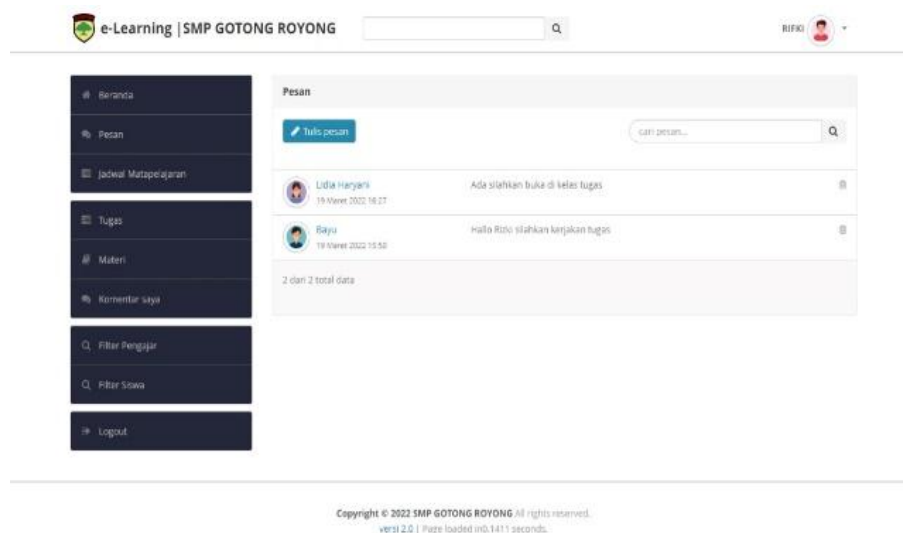 e-Learning | SMP GOTONG ROYONG
RIFKI
Beranda
Pesan
Jadwal Matapelajaran
Tugas
Materi
Komentar saya
Filter Pengajar
Filter Siswa
Logout
Pesan
Tulis pesan
cari pesan...
Lidia Haryani
19 Maret 2022 16:27
Ada silahkan buka di kelas tugas
Bayu
19 Maret 2022 15:50
Hallo Rizki silahkan kerjakan tugas
2 dari 2 total data
Copyright © 2022 SMP GOTONG ROYONG All rights reserved.
versi 2.0 | Page loaded in0.1411 seconds.